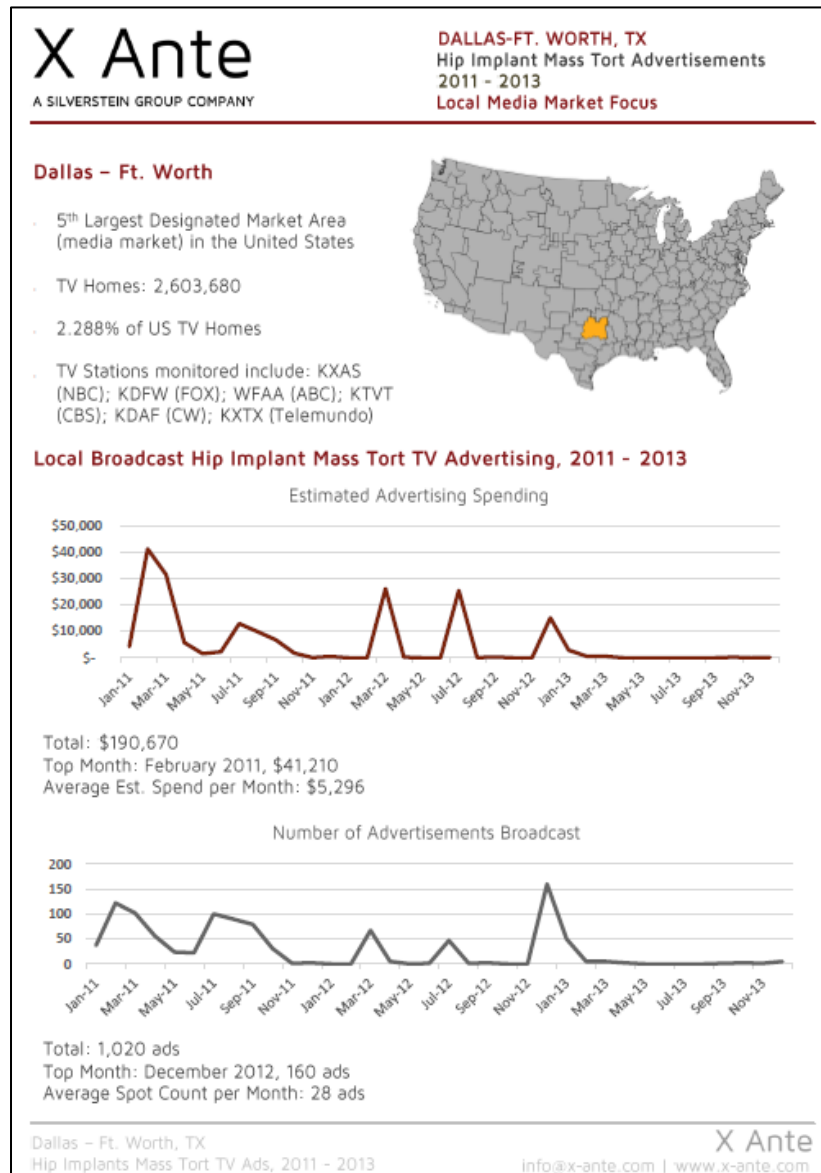 X Ante
A SILVERSTEIN GROUP COMPANY
DALLAS-FT. WORTH, TX
Hip Implant Mass Tort Advertisements
2011 - 2013
Local Media Market Focus
Dallas – Ft. Worth
5th Largest Designated Market Area
(media market) in the United States
TV Homes: 2,603,680
2.288% of US TV Homes
TV Stations monitored include: KXAS
(NBC); KDFW (FOX); WFAA (ABC); KTVT
(CBS); KDAF (CW); KXTX (Telemundo)
Local Broadcast Hip Implant Mass Tort TV Advertising, 2011 - 2013
Estimated Advertising Spending
$50,000
$40,000
$30,000
$20,000
$10,000
$-
Jan-11 Mar-11 May-11 Jul-11 Sep-11 Nov-11 Jan-12 Mar-12 May-12 Jul-12 Sep-12 Nov-12 Jan-13 Mar-13 May-13 Jul-13 Sep-13 Nov-13
Total: $190,670
Top Month: February 2011, $41,210
Average Est. Spend per Month: $5,296
Number of Advertisements Broadcast
200
150
100
50
0
Jan-11 Mar-11 May-11 Jul-11 Sep-11 Nov-11 Jan-12 Mar-12 May-12 Jul-12 Sep-12 Nov-12 Jan-13 Mar-13 May-13 Jul-13 Sep-13 Nov-13
Total: 1,020 ads
Top Month: December 2012, 160 ads
Average Spot Count per Month: 28 ads
Dallas – Ft. Worth, TX
Hip Implants Mass Tort TV Ads, 2011 - 2013
X Ante
info@x-ante.com | www.x-ante.com